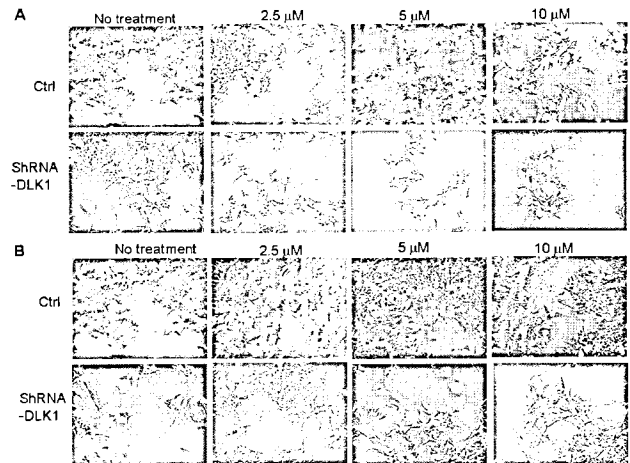 A
No treatment 2.5 µM 5 µM 10 µM
Ctrl
ShRNA
-DLK1
B
No treatment 2.5 µM 5 µM 10 µM
Ctrl
ShRNA
-DLK1